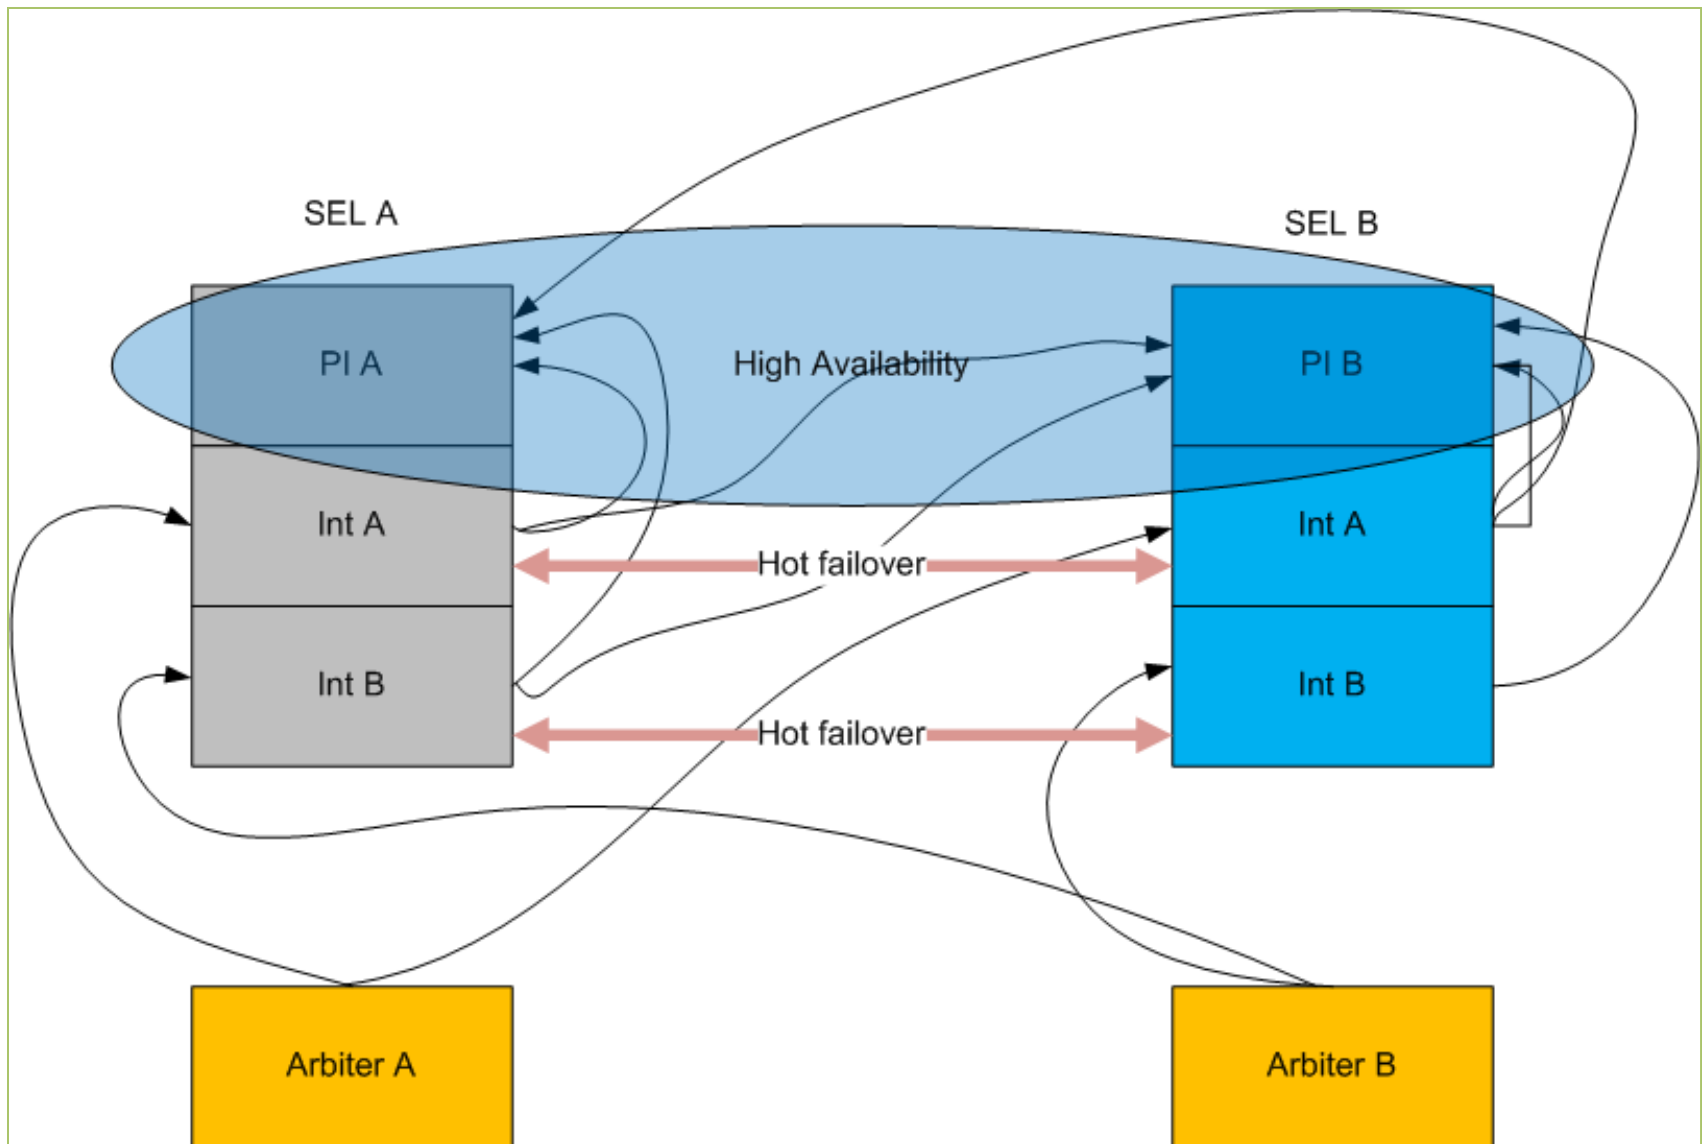 SEL A
SEL B
PI A
High Availability
PI B
Int A
Int A
Hot failover
Int B
Int B
Hot failover
Arbiter A
Arbiter B